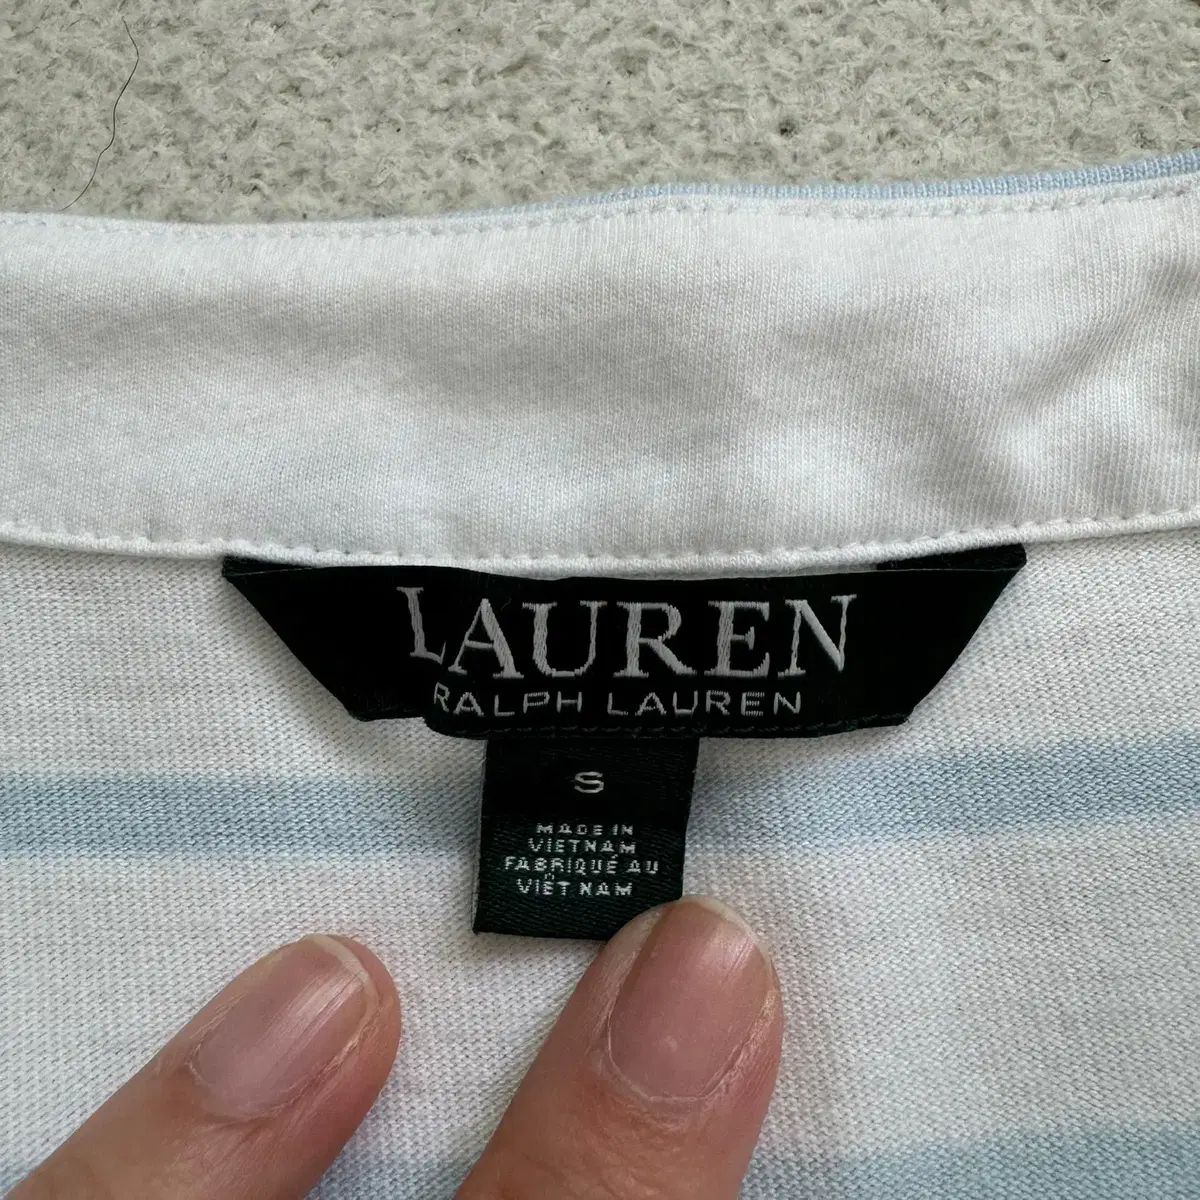 LAUREN
RALPH LAUREN
S
MADE IN
VIETNAM
FABRIQUÉ AU
VIÊT NAM